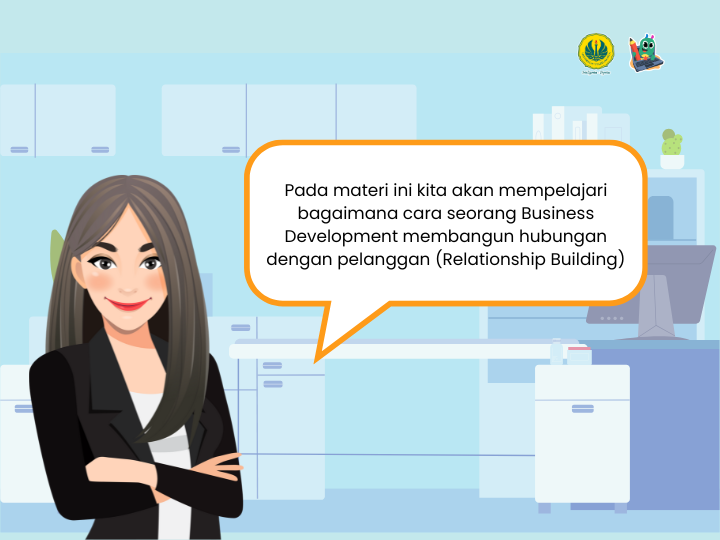 Pada materi ini kita akan mempelajari
bagaimana cara seorang Business
Development membangun hubungan
dengan pelanggan (Relationship Building)